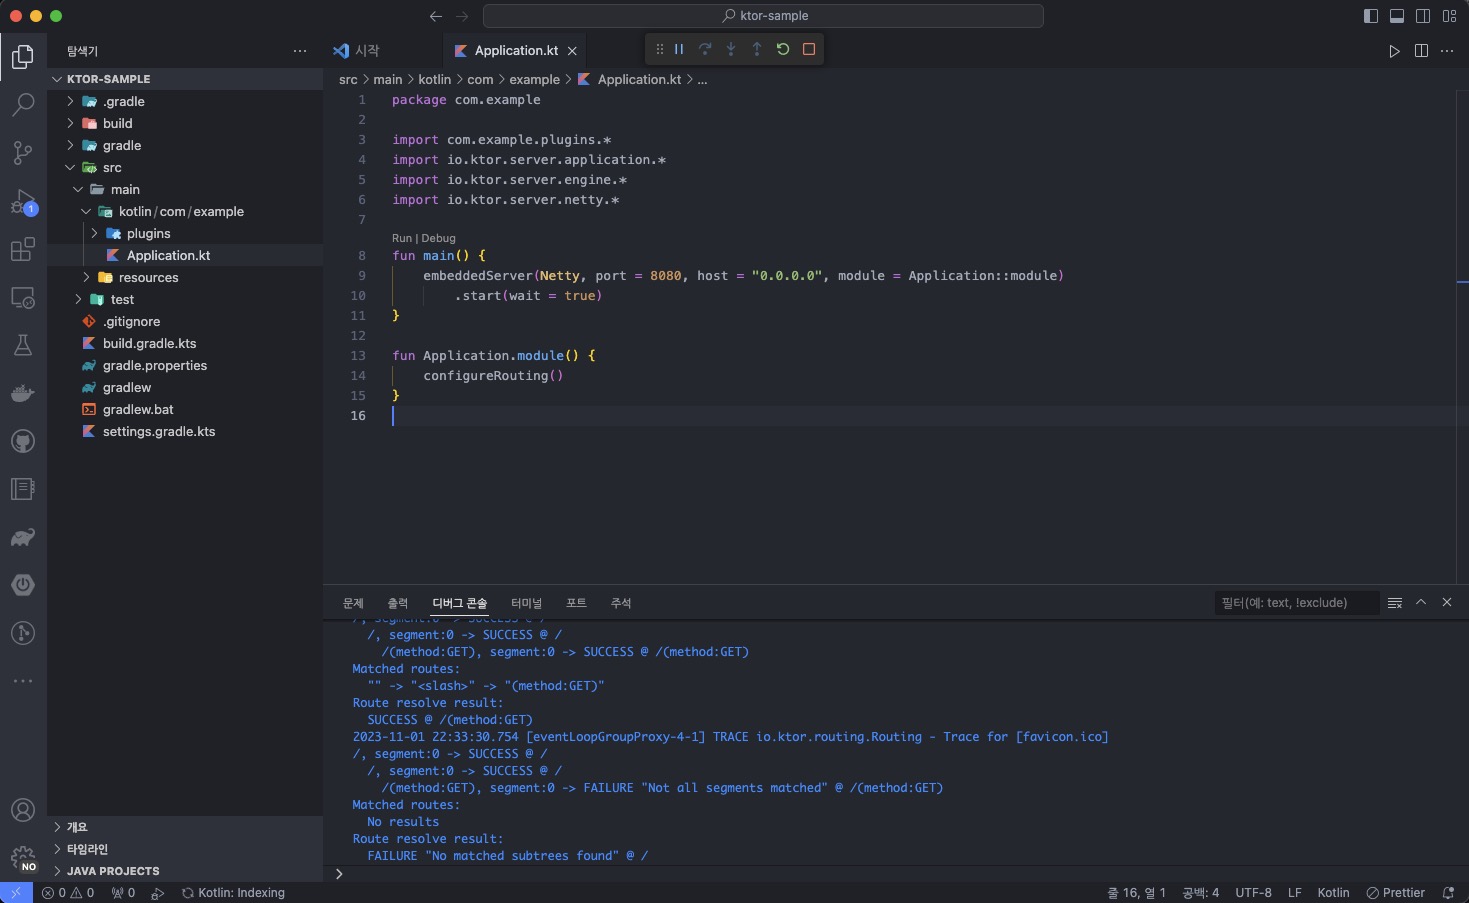 ktor-sample
탐색기
KTOR-SAMPLE
.gradle
build
gradle
src
main
kotlin/com/example
plugins
Application.kt
resources
test
.gitignore
build.gradle.kts
gradle.properties
gradlew
gradlew.bat
settings.gradle.kts
개요
타임라인
JAVA PROJECTS
1
NO
시작
Application.kt
src > main > kotlin > com > example > Application.kt > ...
1 package com.example
2
3 import com.example.plugins.*
4 import io.ktor.server.application.*
5 import io.ktor.server.engine.*
6 import io.ktor.server.netty.*
7
Run | Debug
8 fun main() {
9 embeddedServer(Netty, port = 8080, host = "0.0.0.0", module = Application::module)
10 .start(wait = true)
11 }
12
13 fun Application.module() {
14 configureRouting()
15 }
16
문제 출력 디버그 콘솔 터미널 포트 주석
필터(예: text, !exclude)
/, segment:0 -> SUCCESS @ /
/, segment:0 -> SUCCESS @ /
/(method:GET), segment:0 -> SUCCESS @ /(method:GET)
Matched routes:
"" -> "<slash>" -> "(method:GET)"
Route resolve result:
SUCCESS @ /(method:GET)
2023-11-01 22:33:30.754 [eventLoopGroupProxy-4-1] TRACE io.ktor.routing.Routing - Trace for [favicon.ico]
/, segment:0 -> SUCCESS @ /
/, segment:0 -> SUCCESS @ /
/(method:GET), segment:0 -> FAILURE "Not all segments matched" @ /(method:GET)
Matched routes:
No results
Route resolve result:
FAILURE "No matched subtrees found" @ /
>
0 0 0 Kotlin: Indexing
줄 16, 열 1 공백: 4 UTF-8 LF Kotlin Prettier